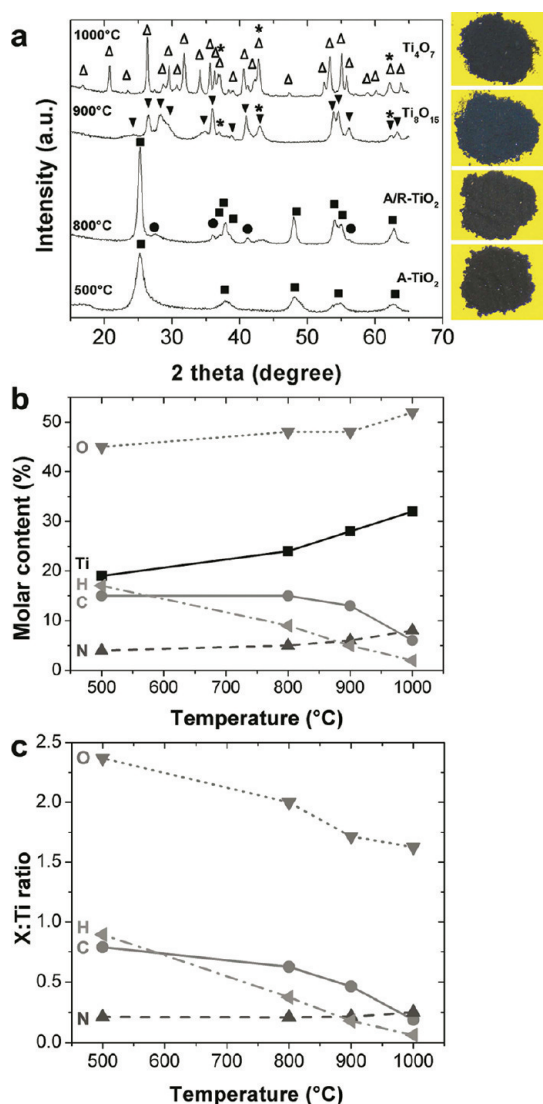 a
1000°C
Ti4O7
900°C
Ti8O15
A/R-TiO2
800°C
500°C
A-TiO2
Intensity (a.u.)
20 30 40 50 60 70
2 theta (degree)
b
50
40
30
20
10
0
O
Ti
H
C
N
Molar content (%)
500 600 700 800 900 1000
Temperature (°C)
c
2.5
2.0
1.5
1.0
0.5
0.0
O
H
C
N
X:Ti ratio
500 600 700 800 900 1000
Temperature (°C)